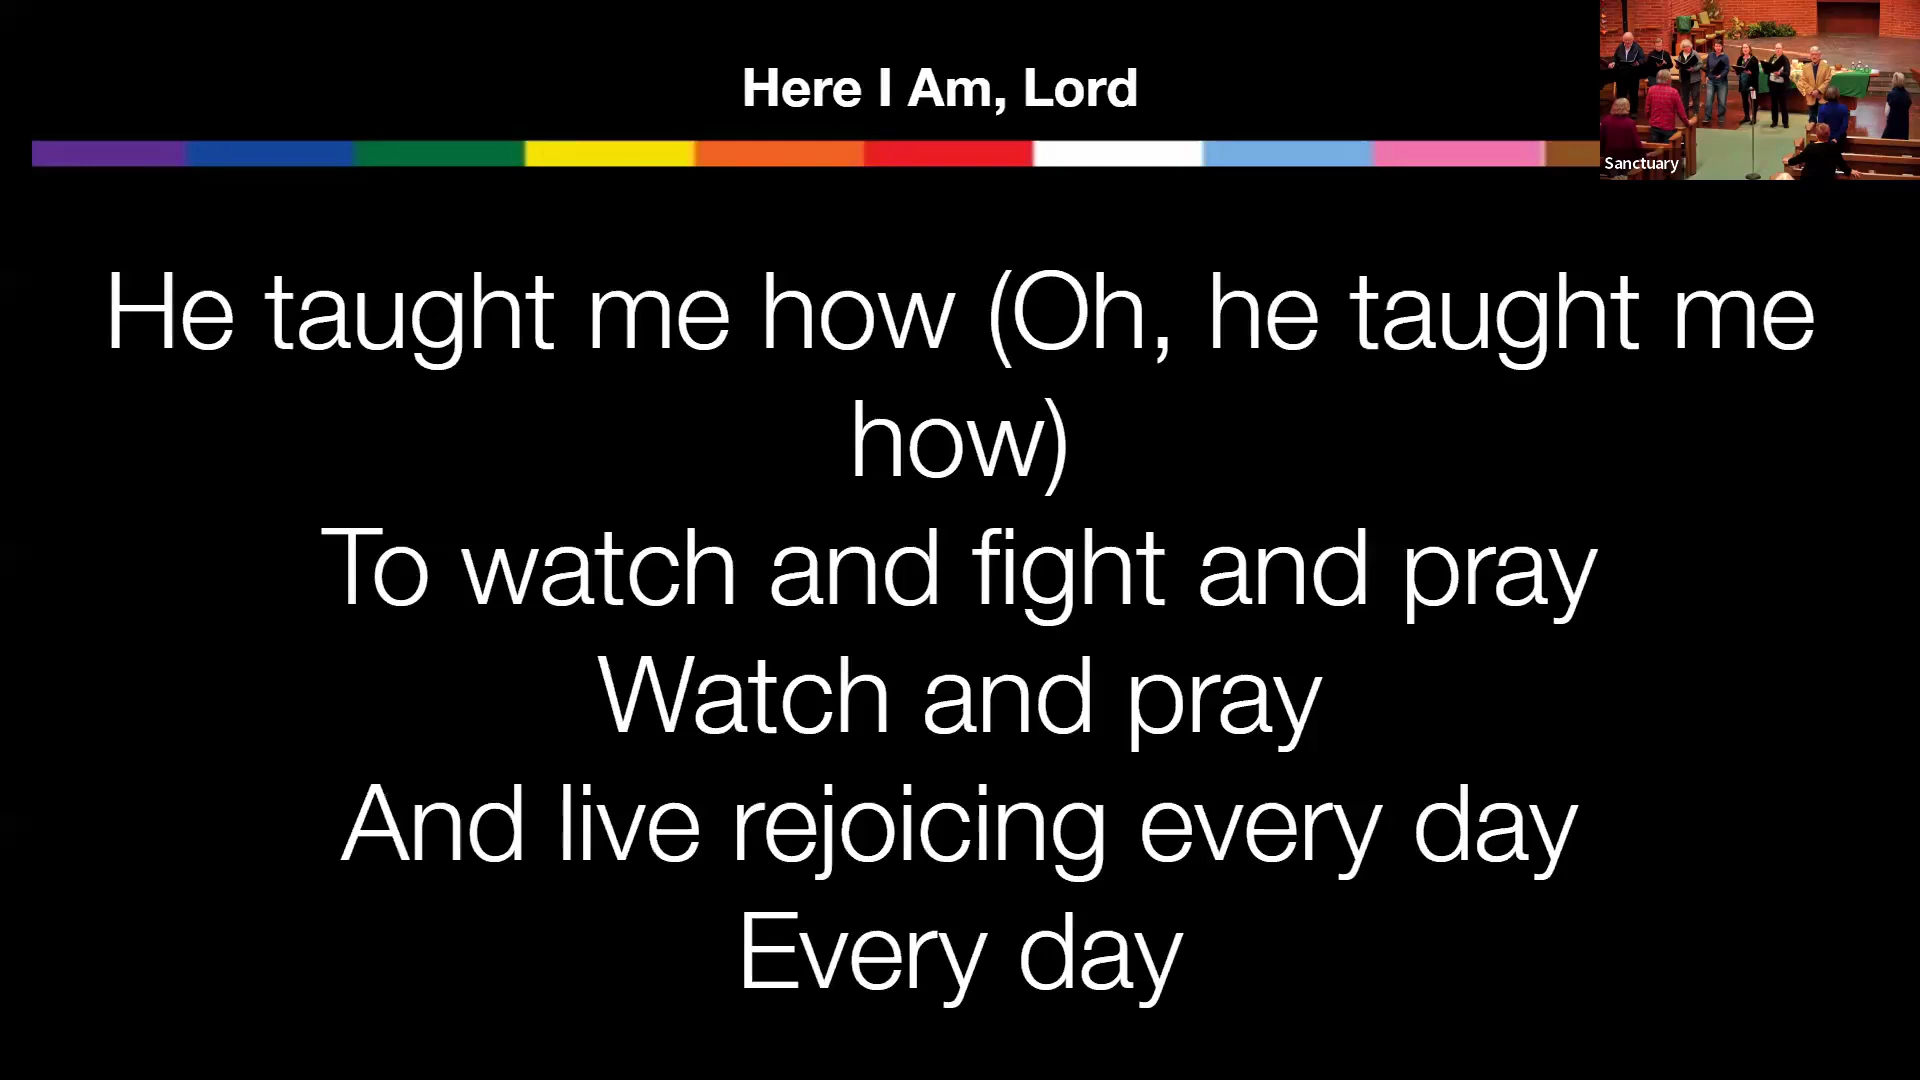 Here I Am, Lord
Sanctuary
He taught me how (Oh, he taught me
how)
To watch and fight and pray
Watch and pray
And live rejoicing every day
Every day